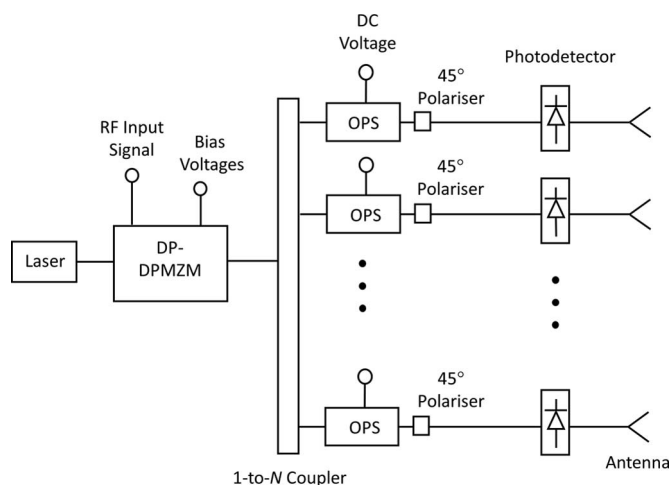 DC
Voltage
45°
Polariser
Photodetector
RF Input
Signal
Bias
Voltages
OPS
45°
Polariser
OPS
Laser
DP-
DPMZM
45°
Polariser
OPS
Antenna
1-to-N Coupler